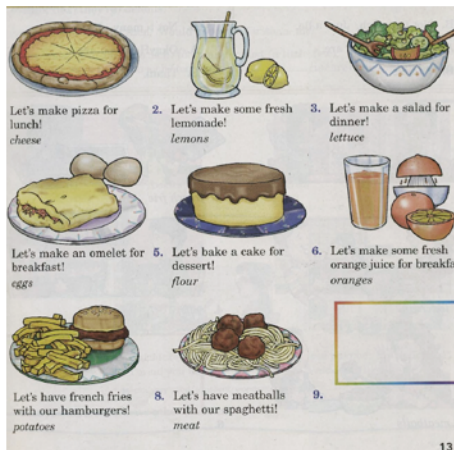 Let's make pizza for
lunch!
cheese
2. Let's make some fresh
lemonade!
lemons
3. Let's make a salad for
dinner!
lettuce
Let's make an omelet for
breakfast!
eggs
5. Let's bake a cake for
dessert!
flour
6. Let's make some fresh
orange juice for breakfa
oranges
Let's have french fries
with our hamburgers!
potatoes
8. Let's have meatballs
with our spaghetti!
meat
9.
13